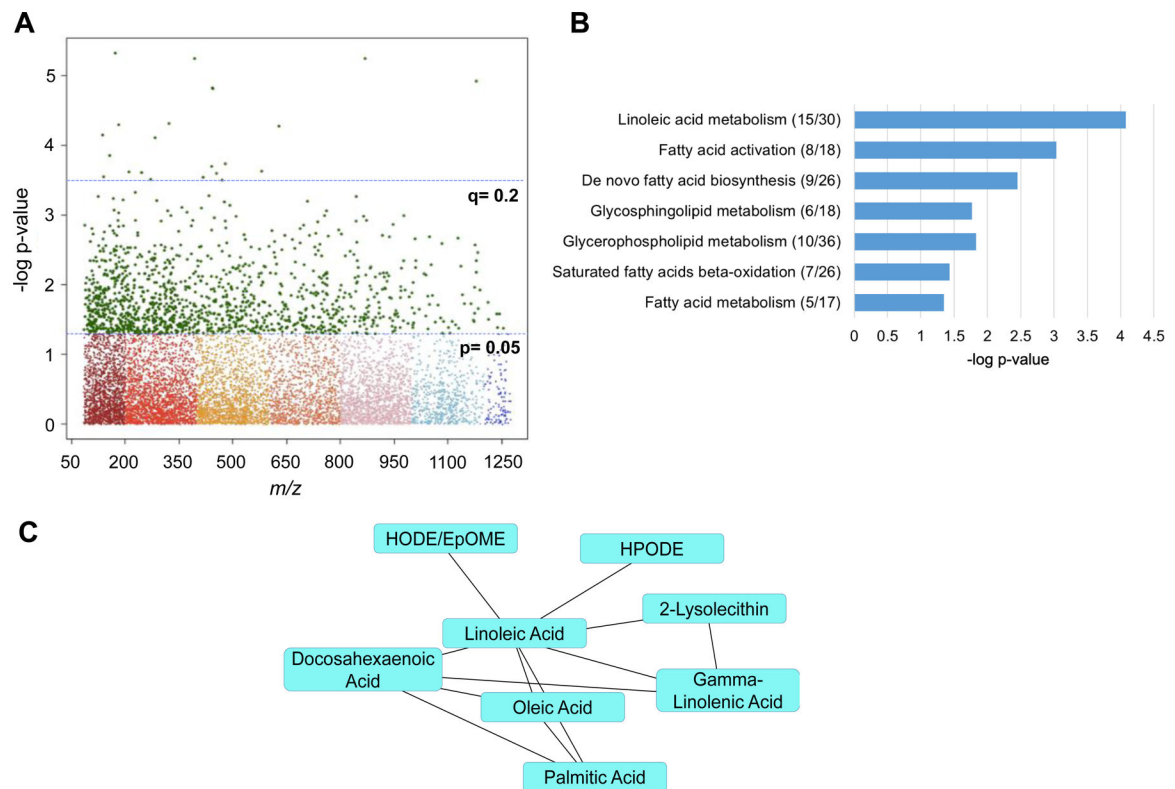 A
5
4
3
2
1
0
-log p-value
q= 0.2
p= 0.05
50 200 350 500 650 800 950 1100 1250
m/z
B
Linoleic acid metabolism (15/30)
Fatty acid activation (8/18)
De novo fatty acid biosynthesis (9/26)
Glycosphingolipid metabolism (6/18)
Glycerophospholipid metabolism (10/36)
Saturated fatty acids beta-oxidation (7/26)
Fatty acid metabolism (5/17)
0 0.5 1 1.5 2 2.5 3 3.5 4 4.5
-log p-value
C
HODE/EpOME
HPODE
2-Lysolecithin
Linoleic Acid
Docosahexaenoic
Acid
Gamma-
Linolenic Acid
Oleic Acid
Palmitic Acid